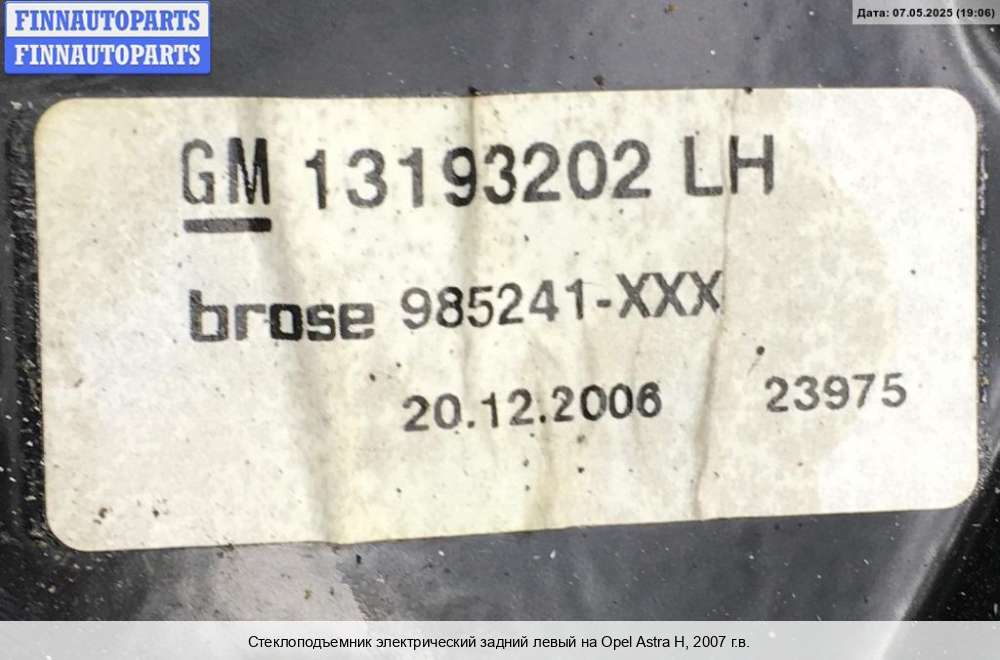 FINNAUTOPARTS
FINNAUTOPARTS
Дата: 07.05.2025 (19:06)
GM 13193202 LH
brose 985241-XXX
20.12.2006 23975
Стеклоподъемник электрический задний левый на Opel Astra H, 2007 г.в.